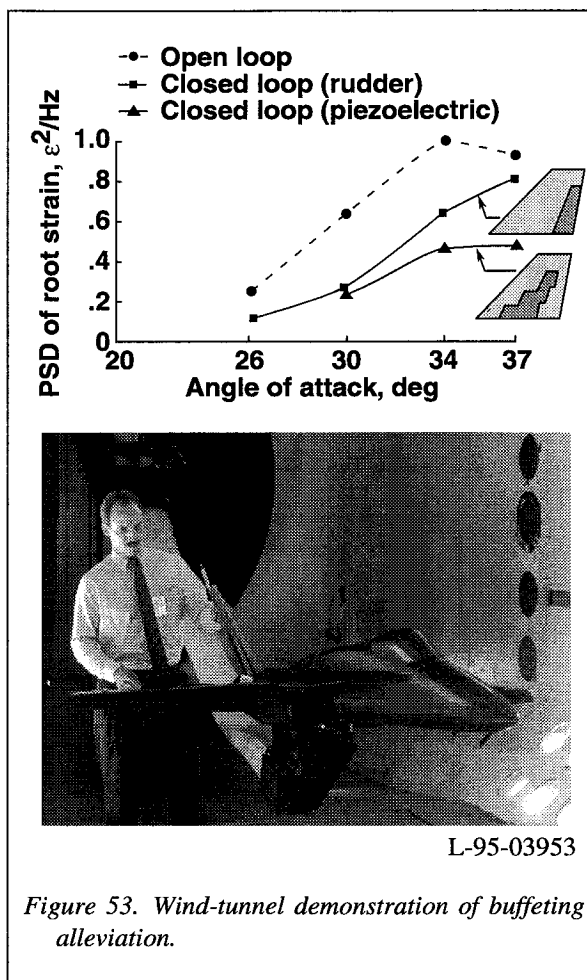 Open loop
Closed loop (rudder)
Closed loop (piezoelectric)
PSD of root strain, ε²/Hz
1.0
.8
.6
.4
.2
0
20
26
30
34
37
Angle of attack, deg
L-95-03953
Figure 53. Wind-tunnel demonstration of buffeting
alleviation.